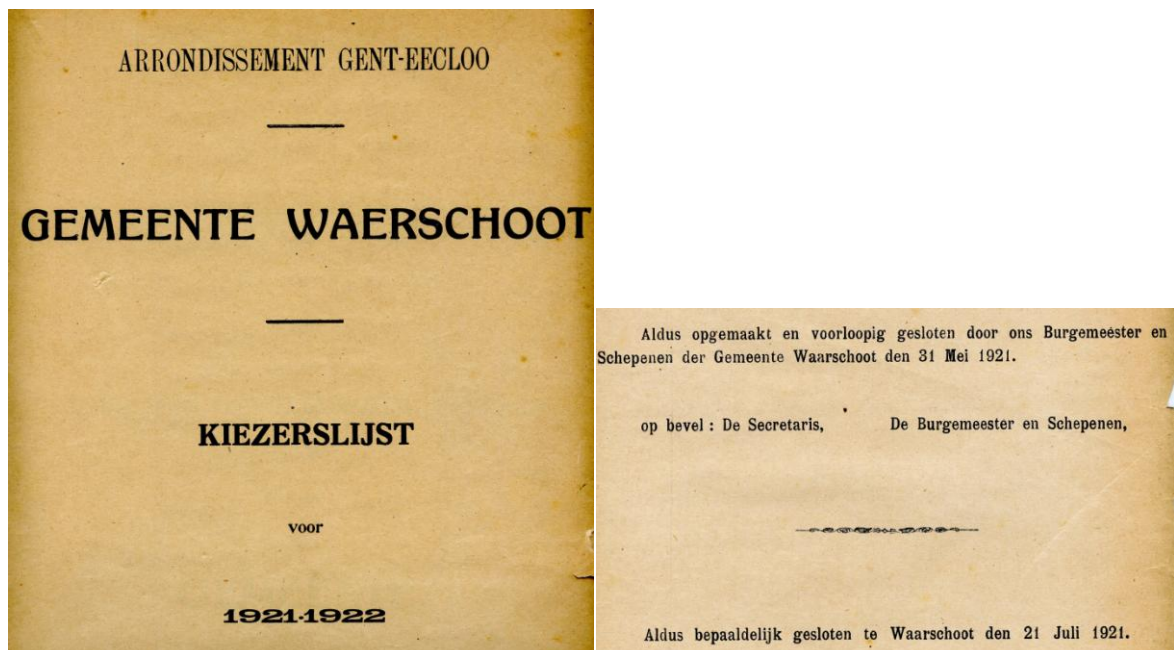 ARRONDISSEMENT GENT-EECLOO
GEMEENTE WAERSCHOOT
KIEZERSLIJST
voor
1921-1922
Aldus opgemaakt en voorloopig gesloten door ons Burgemeester en
Schepenen der Gemeente Waarschoot den 31 Mei 1921.
op bevel : De Secretaris, De Burgemeester en Schepenen,
Aldus bepaaldelijk gesloten te Waarschoot den 21 Juli 1921.